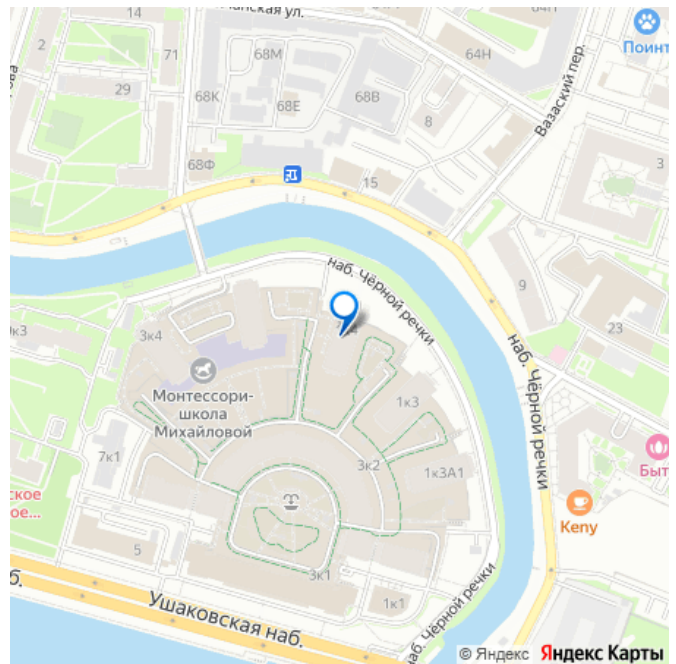 14
64Н
Поинт
2
71
68М
64Н
29
68К
68Е
68В
8
Вазаский пер.
3
68Ф
15
наб. Чёрной речки
9
23
3к4
Монтессори-
школа
Михайловой
1к3
наб. Чёрной речки
7к1
3к2
1к3А1
Быт
Keny
5
3к1
1к1
Ушаковская наб.
наб. Чёрной речки
© Яндекс Яндекс Карты